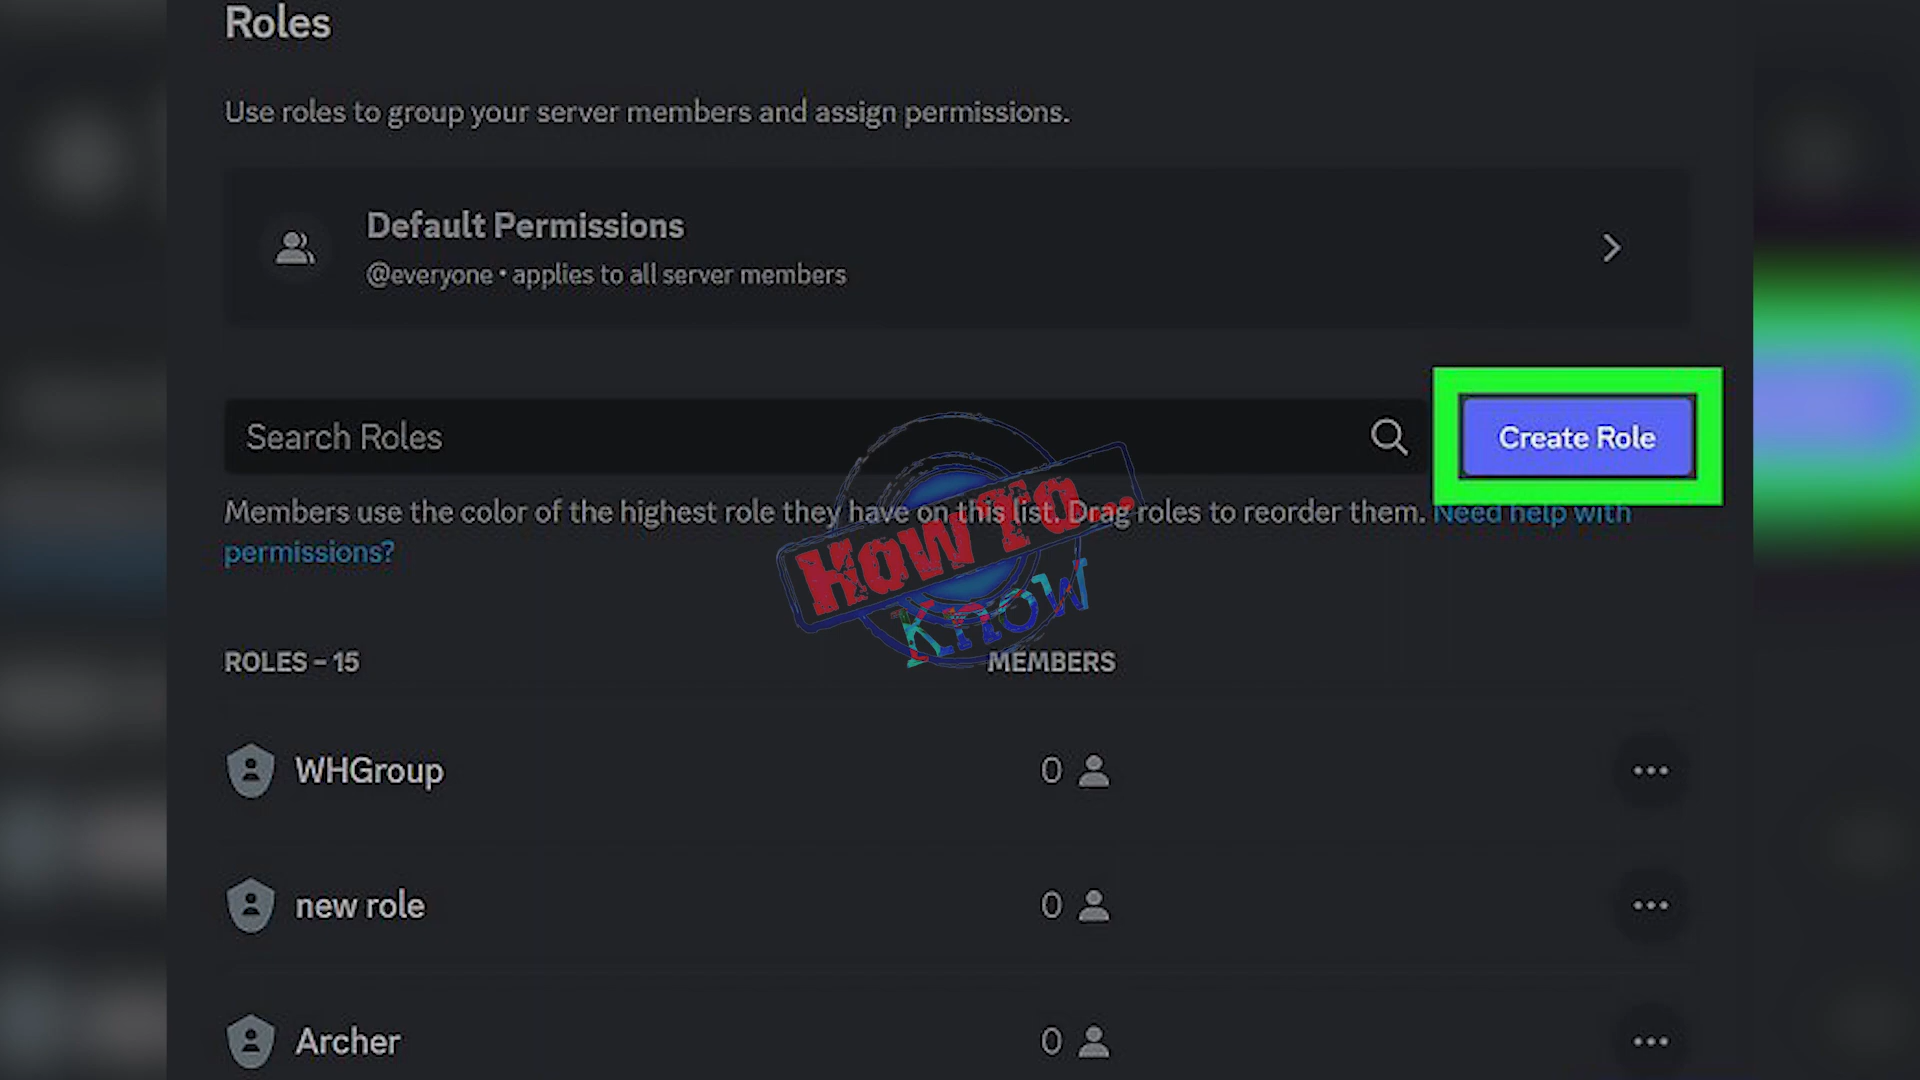 Roles
Use roles to group your server members and assign permissions.
Default Permissions
@everyone • applies to all server members
Search Roles
Create Role
Members use the color of the highest role they have on this list. Drag roles to reorder them. Need help with
permissions?
HowTo...
Know
ROLES – 15 MEMBERS
WHGroup 0
new role 0
Archer 0